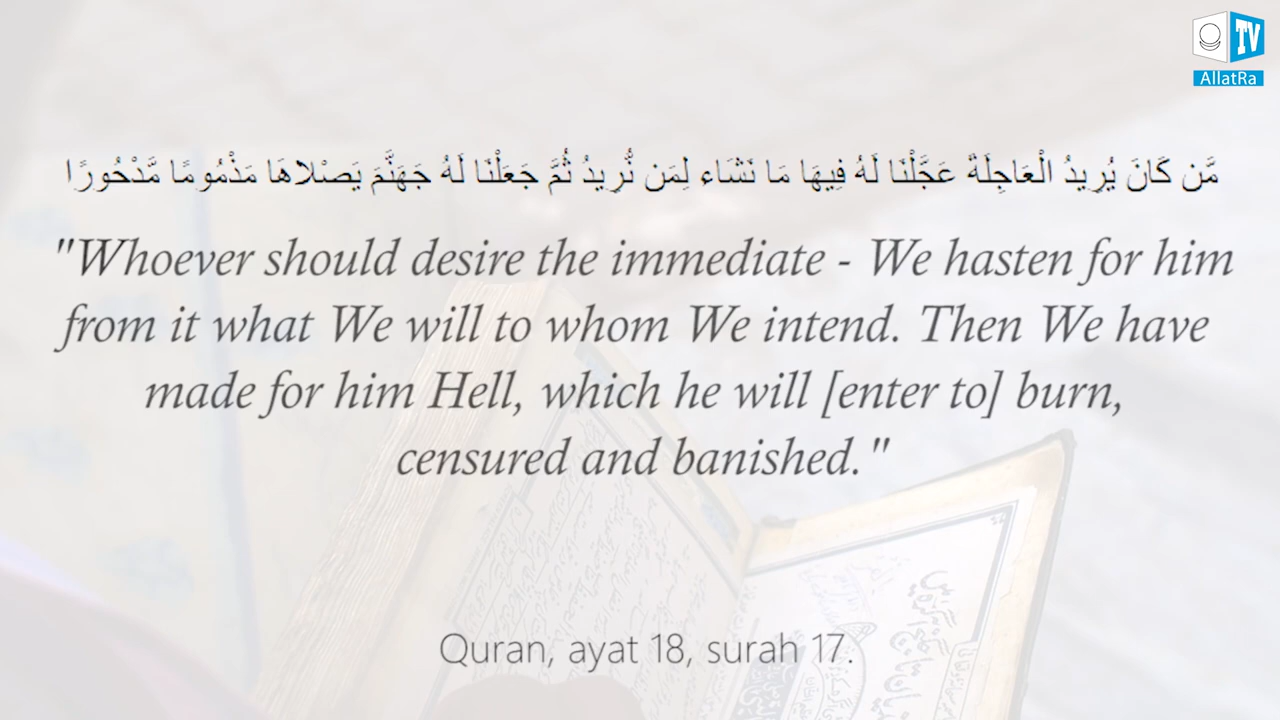 TV
AllatRa
مَّن كَانَ يُرِيدُ الْعَاجِلَةَ عَجَّلْنَا لَهُ فِيهَا مَا نَشَاء لِمَن نُّرِيدُ ثُمَّ جَعَلْنَا لَهُ جَهَنَّمَ يَصْلاهَا مَذْمُومًا مَّدْحُورًا
"Whoever should desire the immediate - We hasten for him
from it what We will to whom We intend. Then We have
made for him Hell, which he will [enter to] burn,
censured and banished."
Quran, ayat 18, surah 17.